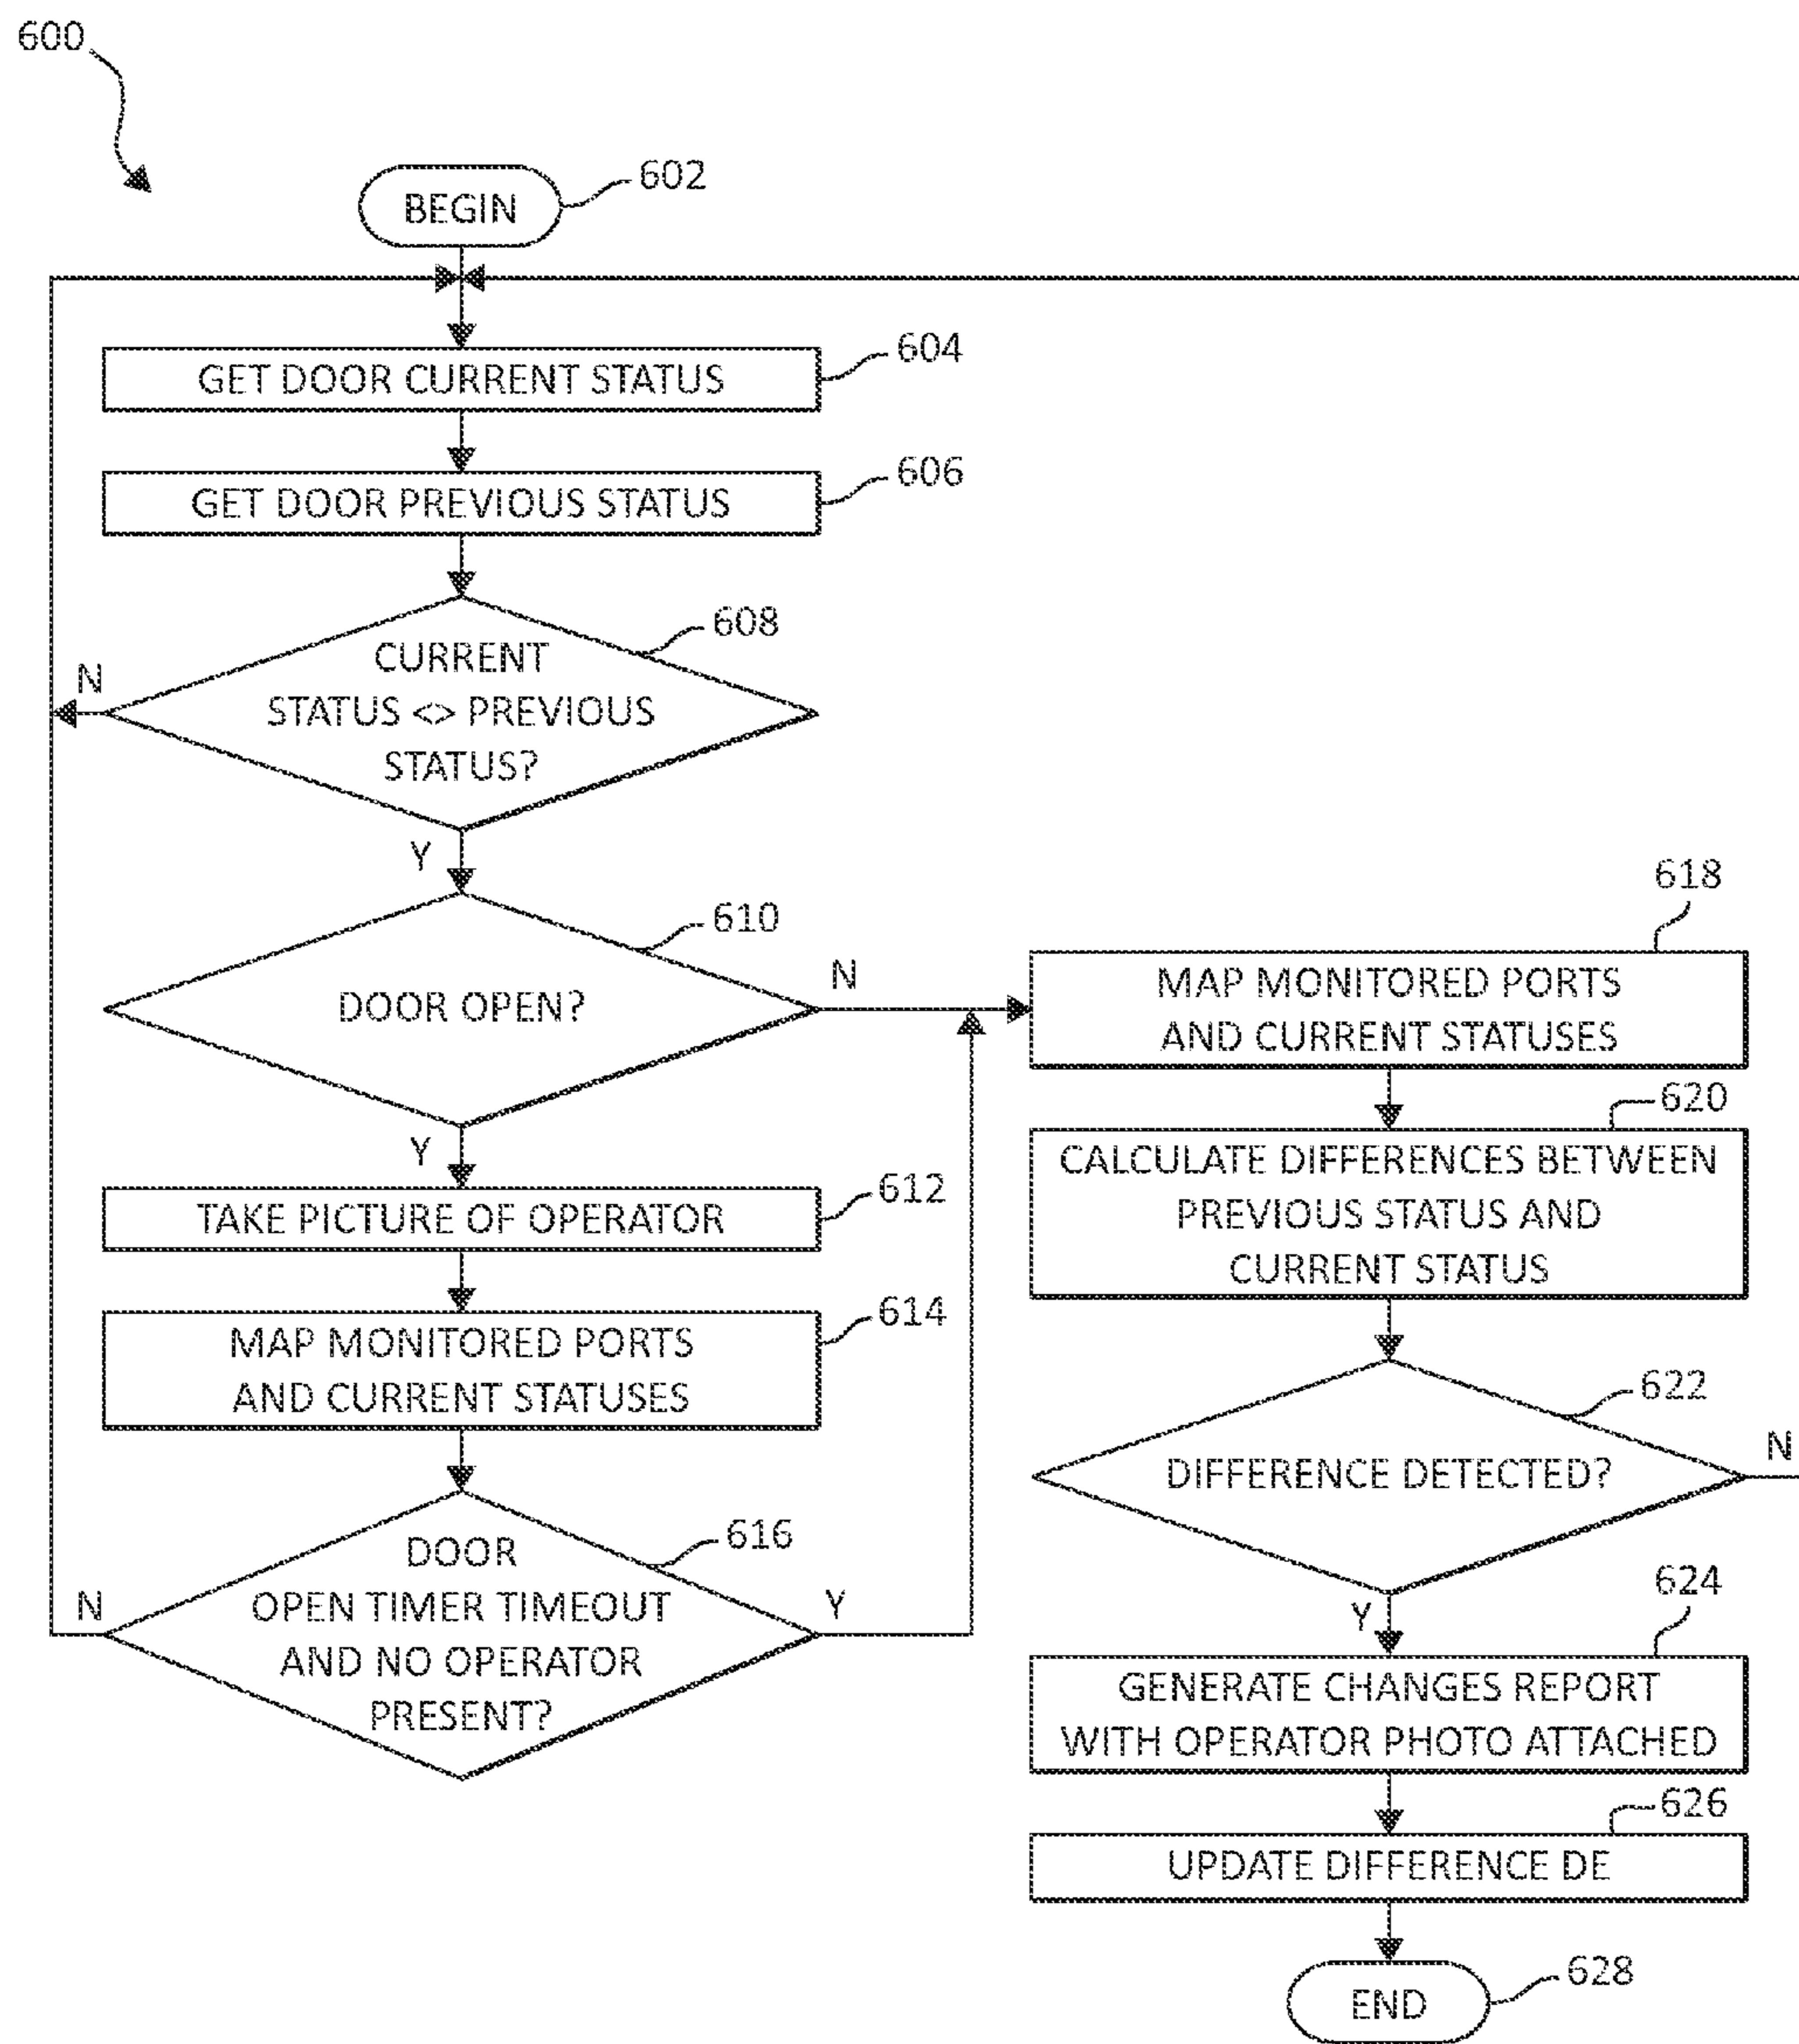 600
BEGIN
602
GET DOOR CURRENT STATUS
604
GET DOOR PREVIOUS STATUS
606
CURRENT
STATUS <> PREVIOUS
STATUS?
608
N
Y
DOOR OPEN?
610
N
Y
TAKE PICTURE OF OPERATOR
612
MAP MONITORED PORTS
AND CURRENT STATUSES
614
DOOR
OPEN TIMER TIMEOUT
AND NO OPERATOR
PRESENT?
616
N
Y
618
MAP MONITORED PORTS
AND CURRENT STATUSES
620
CALCULATE DIFFERENCES BETWEEN
PREVIOUS STATUS AND
CURRENT STATUS
622
DIFFERENCE DETECTED?
N
Y
624
GENERATE CHANGES REPORT
WITH OPERATOR PHOTO ATTACHED
626
UPDATE DIFFERENCE DE
END
628